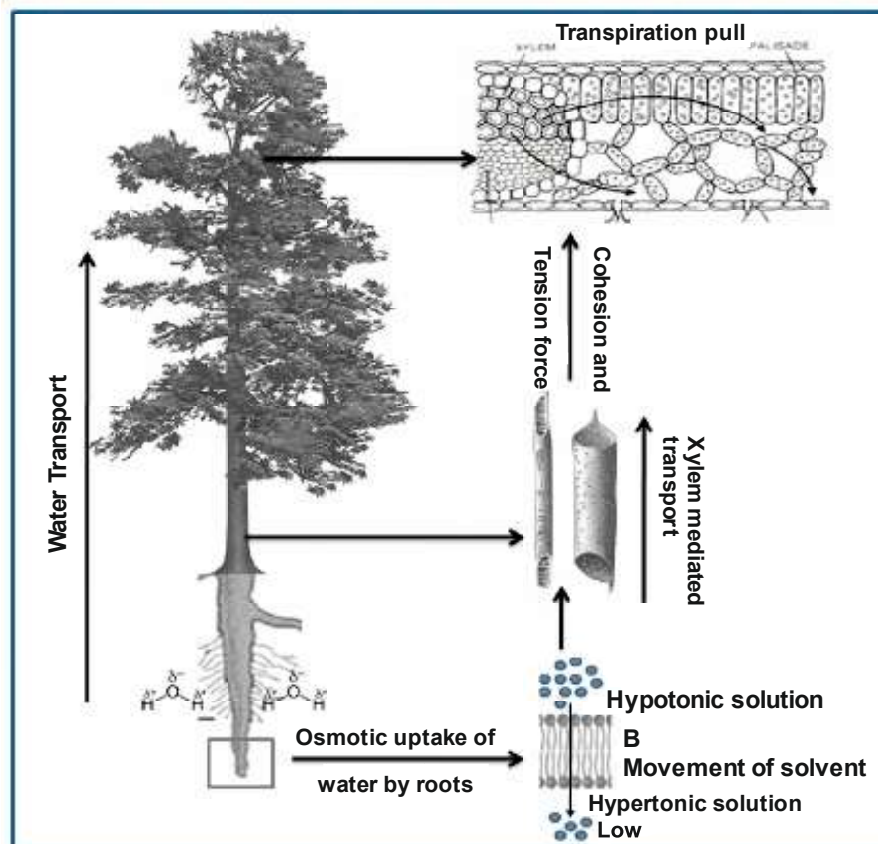 Transpiration pull
XYLEM
PALISADE
Water Transport
Tension force
Cohesion and
Xylem mediated
transport
δ⁻
δ⁺ O δ⁺
H H
δ⁻
δ⁺ O δ⁺
H H
Osmotic uptake of
water by roots
Hypotonic solution
B
Movement of solvent
Hypertonic solution
Low